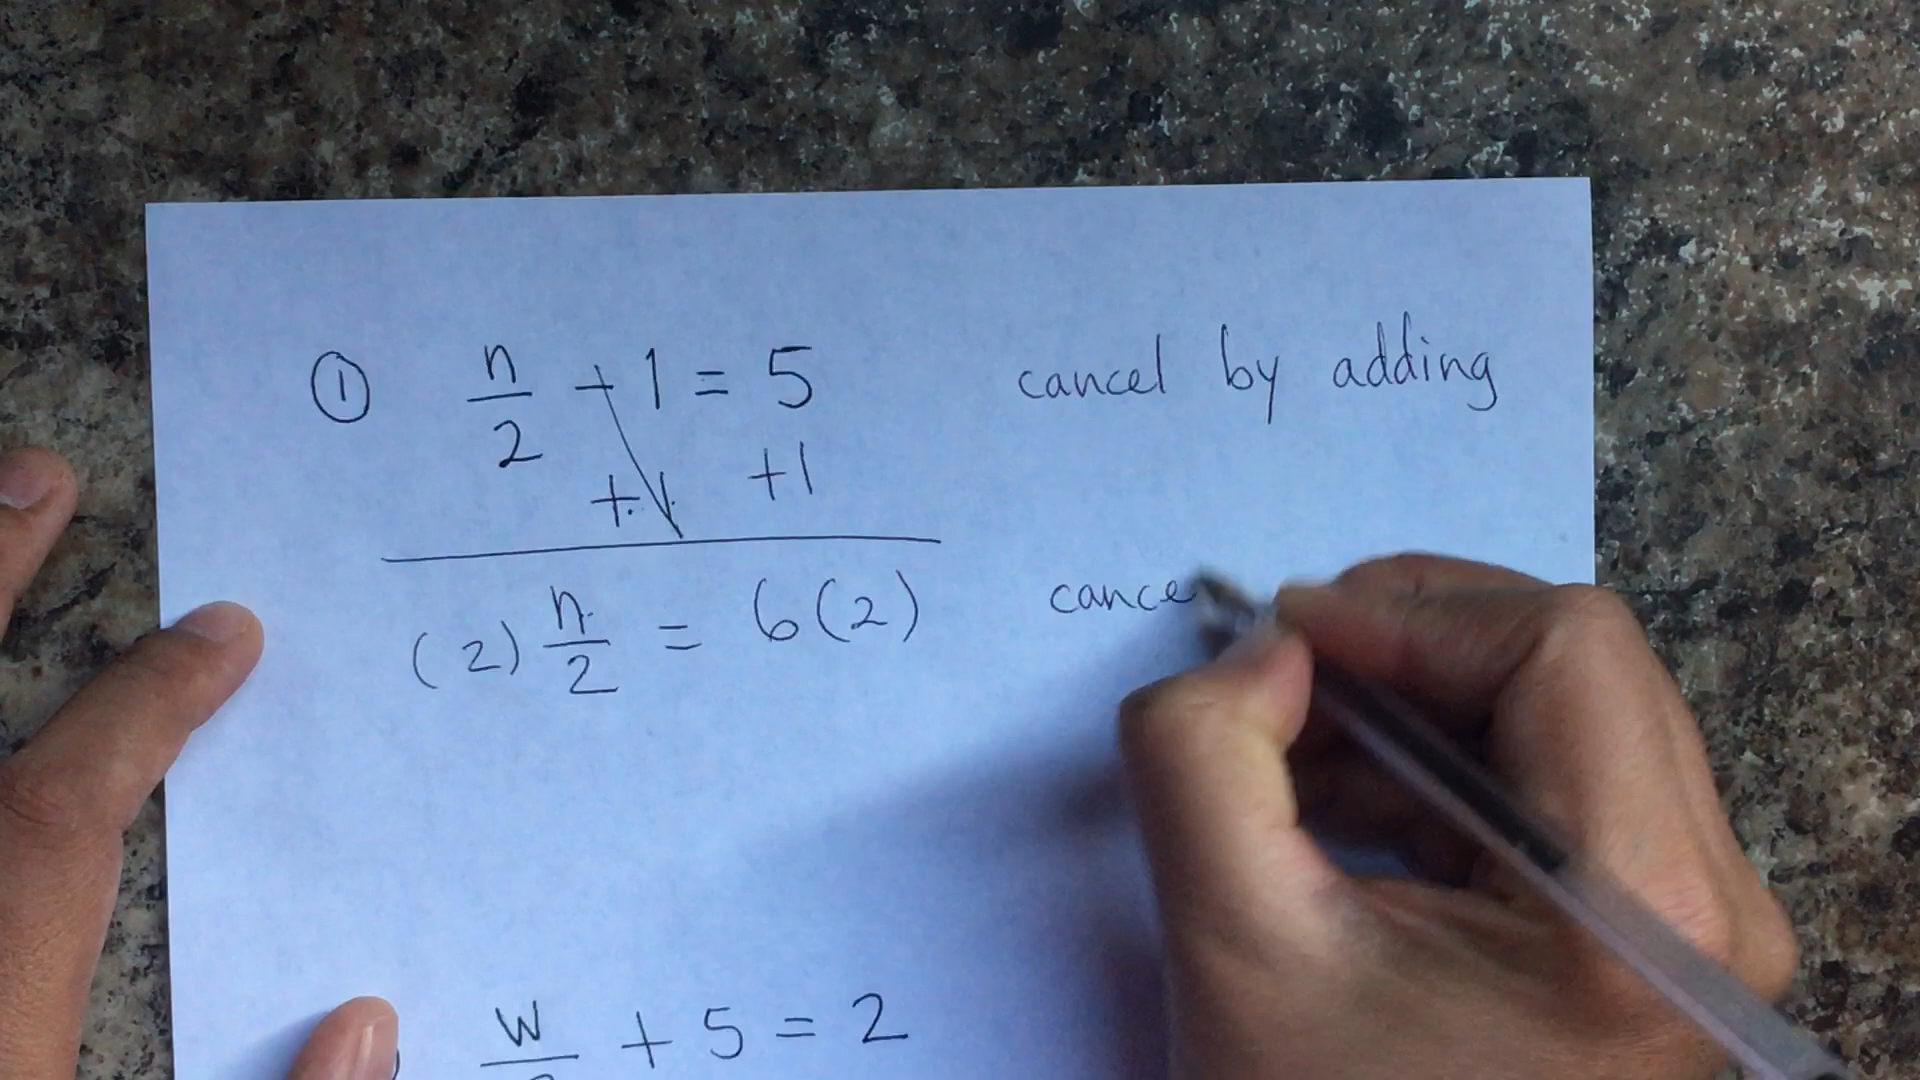 ① n/2 + 1 = 5 cancel by adding
+1 +1
(2) n/2 = 6(2) cance
w + 5 = 2